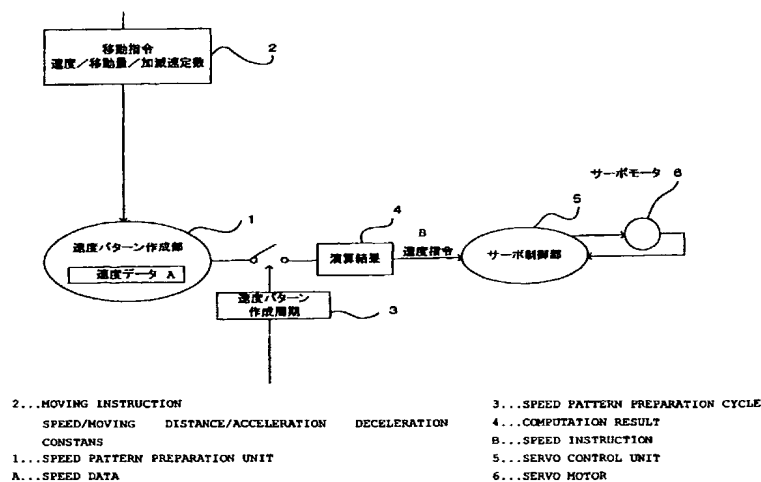 移動指令
速度／移動量／加減速定数
2
1
速度パターン作成部
速度データ A
4
演算結果
B
速度指令
5
サーボ制御部
サーボモータ 6
速度パターン
作成周期
3
2...MOVING INSTRUCTION
SPEED/MOVING DISTANCE/ACCELERATION DECELERATION
CONSTANS
1...SPEED PATTERN PREPARATION UNIT
A...SPEED DATA
3...SPEED PATTERN PREPARATION CYCLE
4...COMPUTATION RESULT
B...SPEED INSTRUCTION
5...SERVO CONTROL UNIT
6...SERVO MOTOR